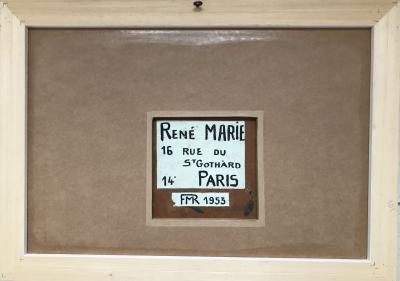 RENÉ MARIE
16 RUE DU
ST GOTHARD
14e PARIS
FMR 1953